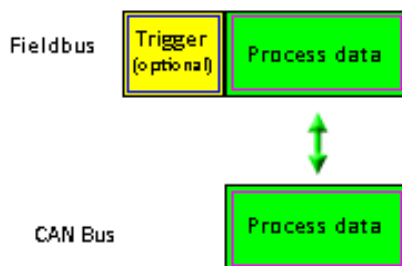 Fieldbus
Trigger
(optional)
Process data
CAN Bus
Process data